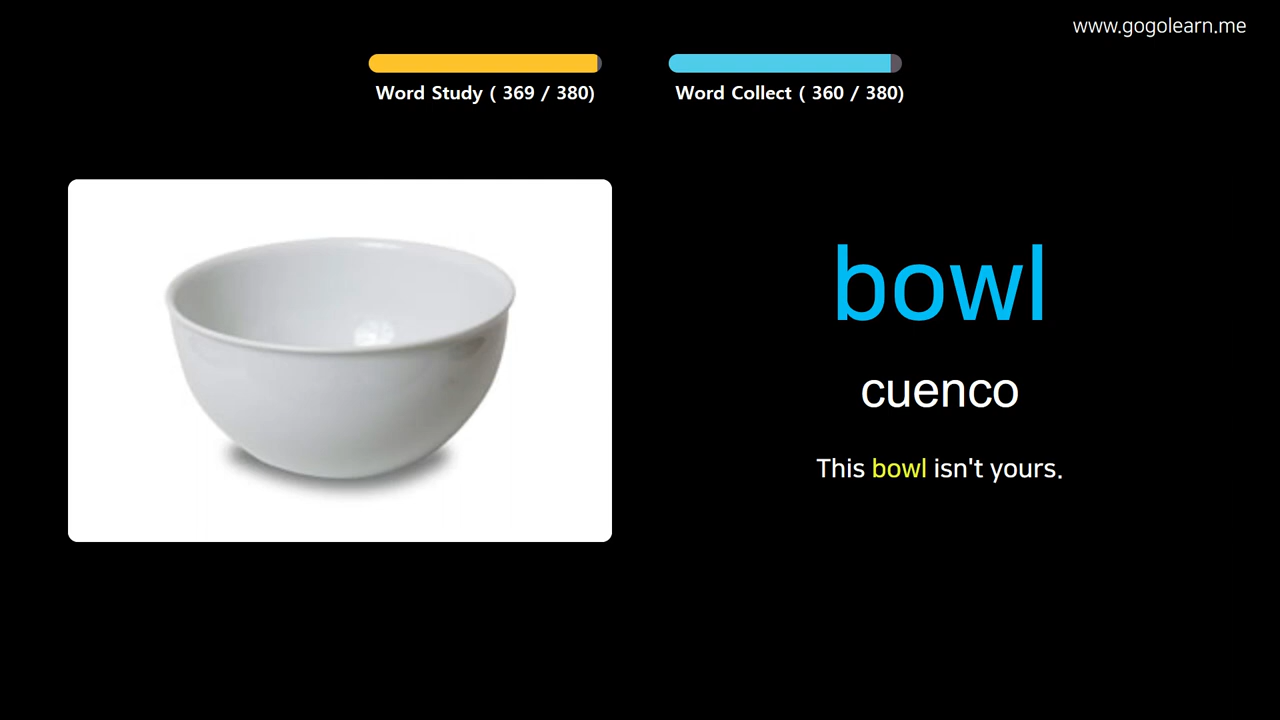 www.gogolearn.me
Word Study ( 369 / 380)
Word Collect ( 360 / 380)
bowl
cuenco
This bowl isn't yours.